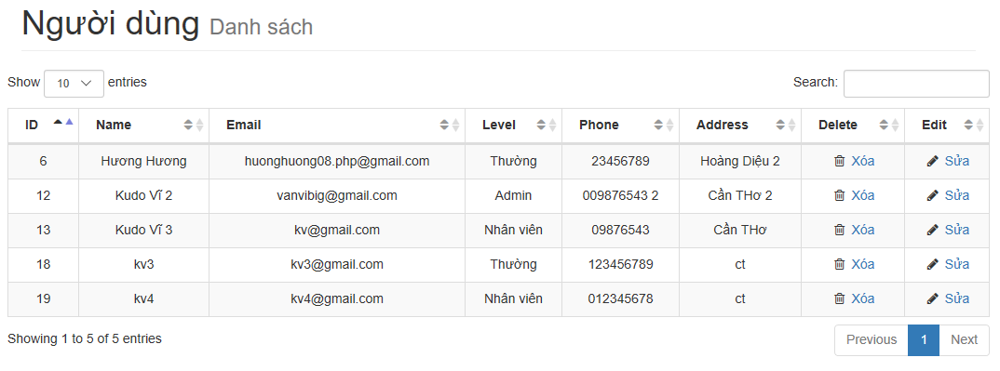 Người dùng Danh sách
Show 10 entries Search:
ID Name Email Level Phone Address Delete Edit
6 Hương Hương huonghuong08.php@gmail.com Thường 23456789 Hoàng Diệu 2 Xóa Sửa
12 Kudo Vĩ 2 vanvibig@gmail.com Admin 009876543 2 Cần THơ 2 Xóa Sửa
13 Kudo Vĩ 3 kv@gmail.com Nhân viên 09876543 Cần THơ Xóa Sửa
18 kv3 kv3@gmail.com Thường 123456789 ct Xóa Sửa
19 kv4 kv4@gmail.com Nhân viên 012345678 ct Xóa Sửa
Showing 1 to 5 of 5 entries Previous 1 Next